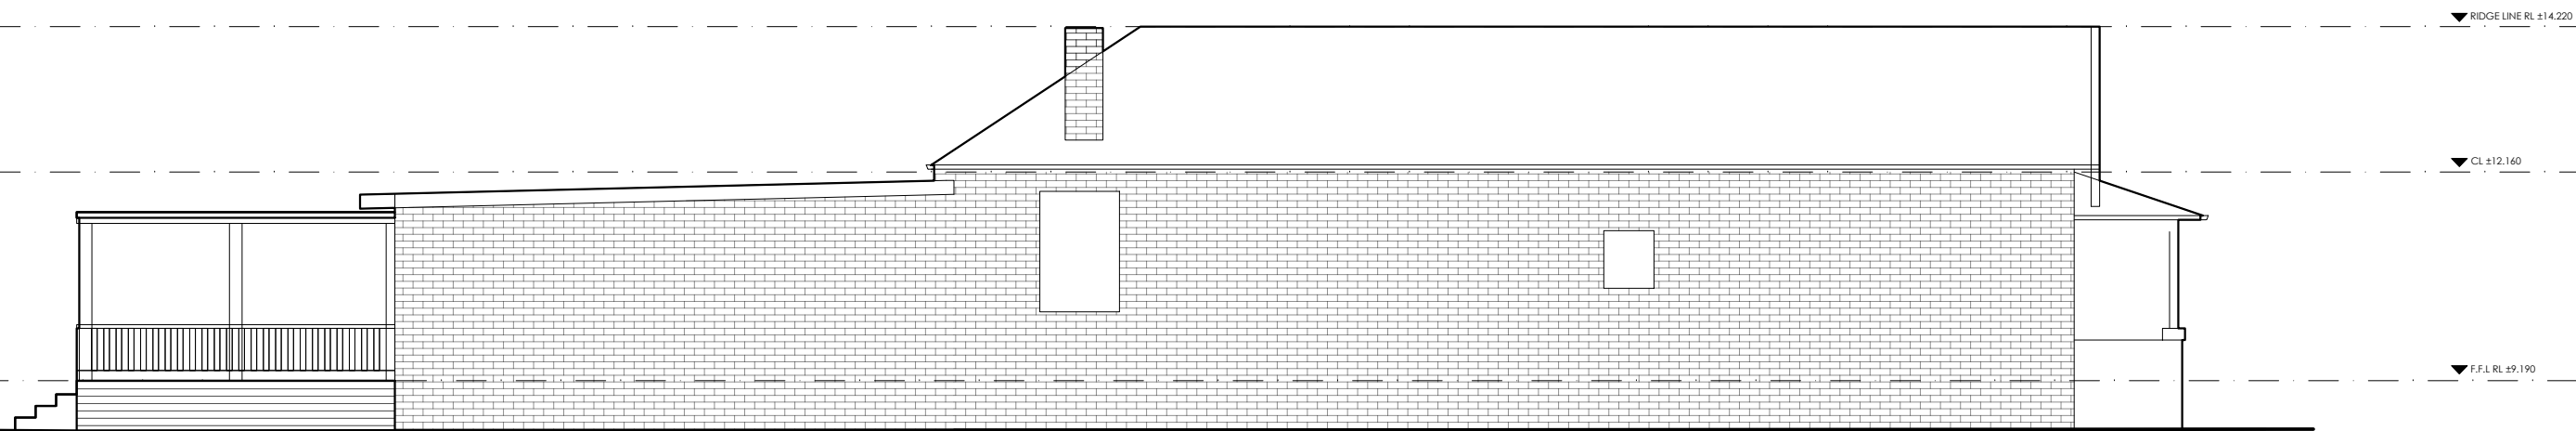 RIDGE LINE RL ±14.220
CL ±12.160
F.F.L RL ±9.190